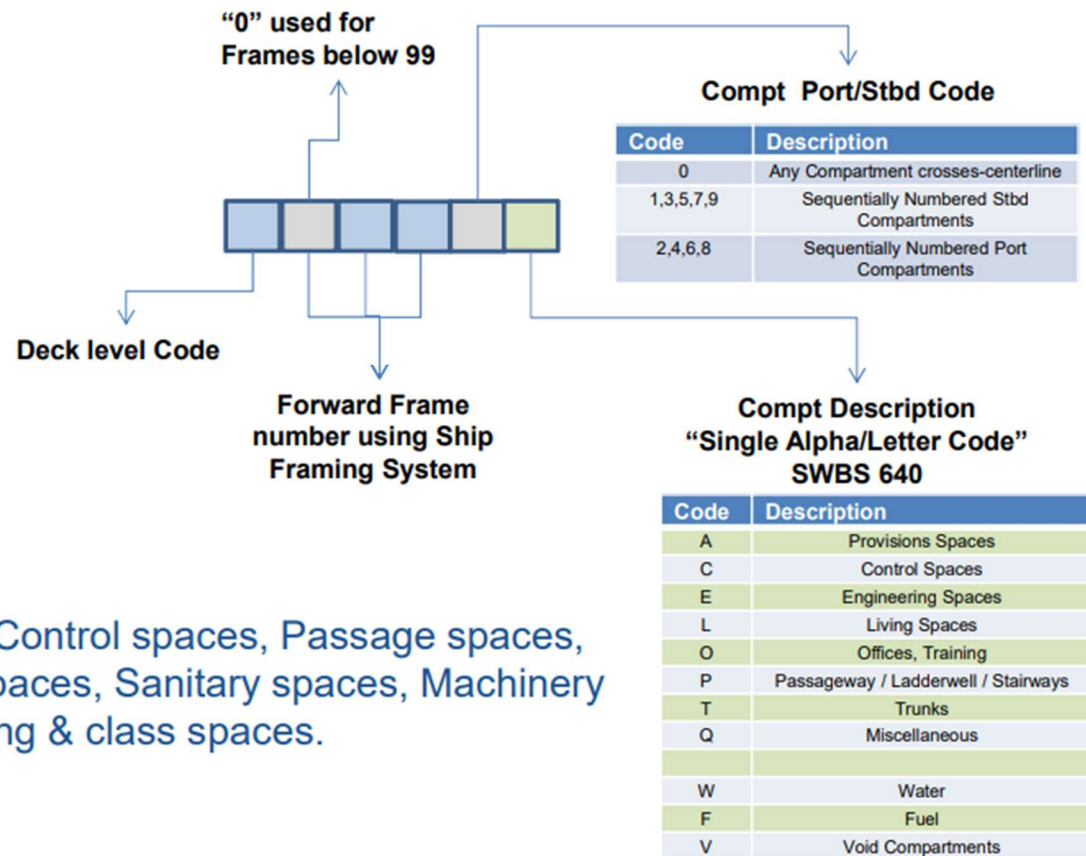 “0” used for
Frames below 99
Compt Port/Stbd Code
Code Description
0 Any Compartment crosses-centerline
1,3,5,7,9 Sequentially Numbered Stbd
Compartments
2,4,6,8 Sequentially Numbered Port
Compartments
Deck level Code
Forward Frame
number using Ship
Framing System
Compt Description
“Single Alpha/Letter Code”
SWBS 640
Code Description
A Provisions Spaces
C Control Spaces
E Engineering Spaces
L Living Spaces
O Offices, Training
P Passageway / Ladderwell / Stairways
T Trunks
Q Miscellaneous
W Water
F Fuel
V Void Compartments
Control spaces, Passage spaces,
paces, Sanitary spaces, Machinery
ng & class spaces.